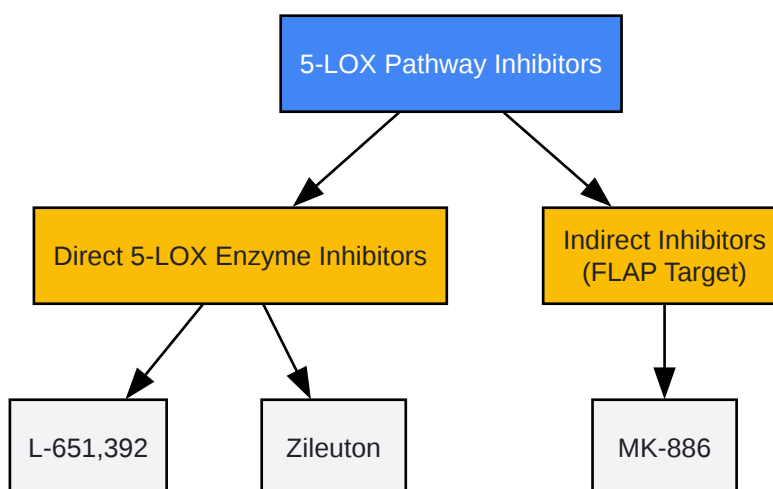 5-LOX Pathway Inhibitors
Direct 5-LOX Enzyme Inhibitors
Indirect Inhibitors
(FLAP Target)
L-651,392
Zileuton
MK-886